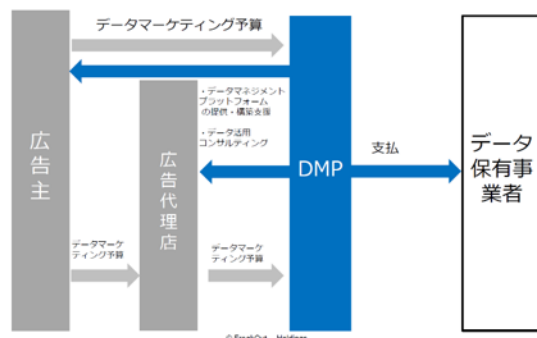 データマーケティング予算
・データマネジメント
プラットフォーム
の提供・構築支援
・データ活用
コンサルティング
広告主
広告代理店
DMP
支払
データ
保有事
業者
データマーケ
ティング予算
データマーケ
ティング予算
Holdings